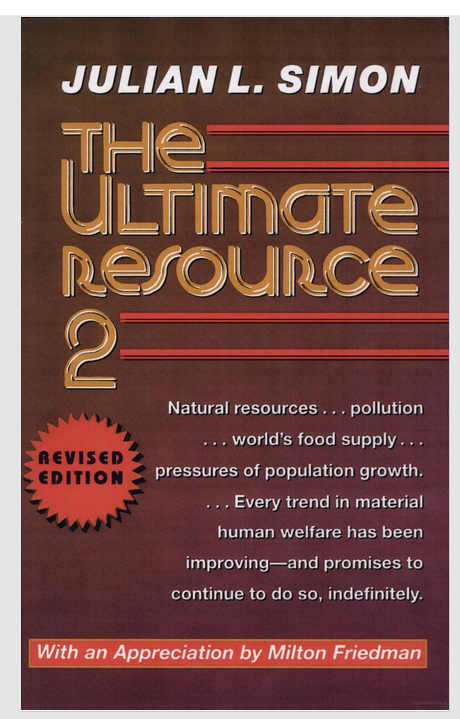 JULIAN L. SIMON
THE
ULTIMATE
RESOURCE
2
Natural resources . . . pollution
. . . world's food supply . . .
pressures of population growth.
. . . Every trend in material
human welfare has been
improving—and promises to
continue to do so, indefinitely.
REVISED
EDITION
With an Appreciation by Milton Friedman